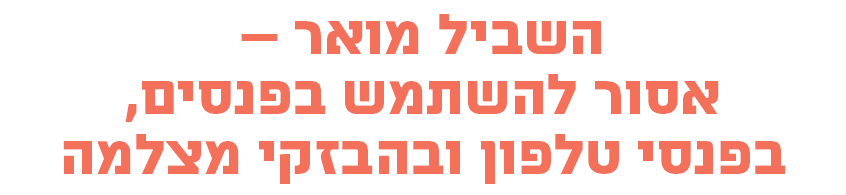 השביל מואר –
אסור להשתמש בפנסים,
בפנסי טלפון ובהבזקי מצלמה